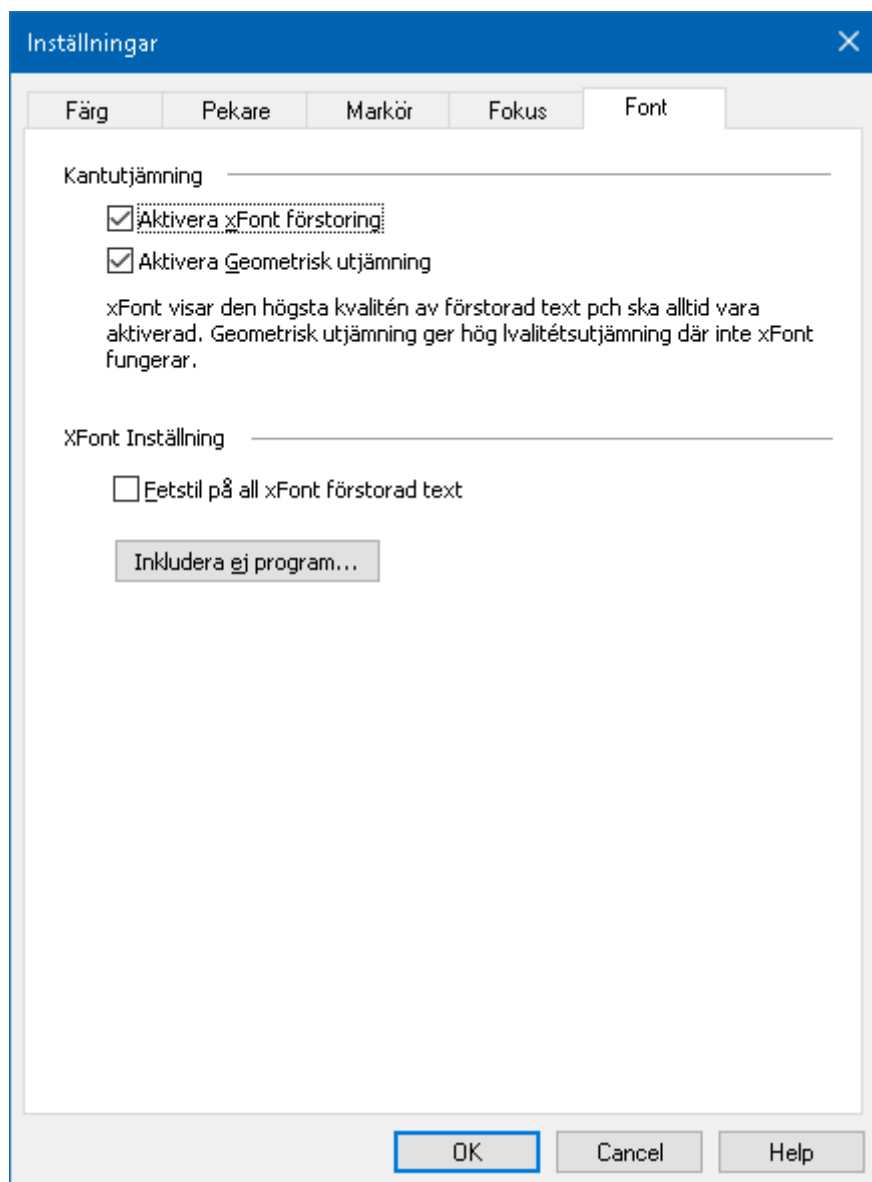 Inställningar
Färg Pekare Markör Fokus Font
Kantutjämning
Aktivera xFont förstoring
Aktivera Geometrisk utjämning
xFont visar den högsta kvalitén av förstorad text pch ska alltid vara
aktiverad. Geometrisk utjämning ger hög lvalitétsutjämning där inte xFont
fungerar.
XFont Inställning
Fetstil på all xFont förstorad text
Inkludera ej program...
OK Cancel Help